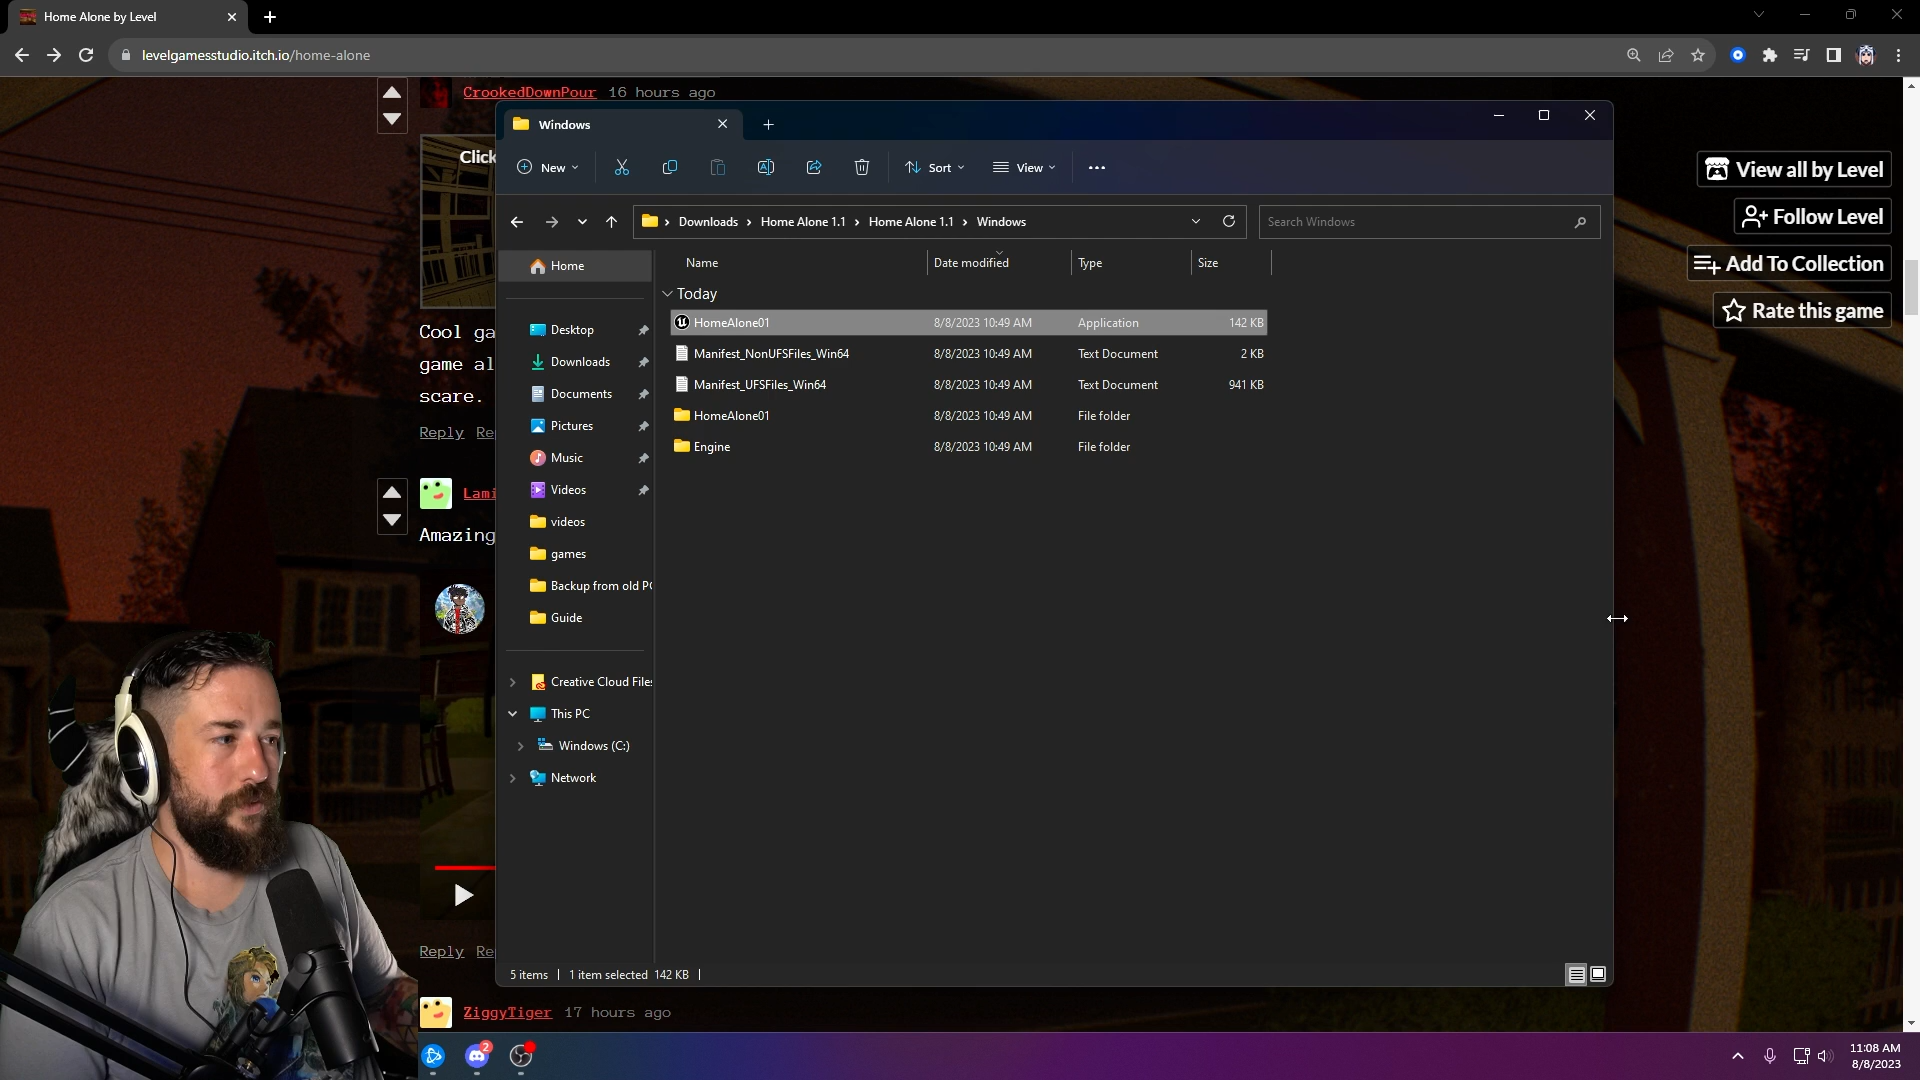 Home Alone by Level
levelgamesstudio.itch.io/home-alone
CrookedDownPour 16 hours ago
Windows
Click
New
Sort
View
View all by Level
Follow Level
Add To Collection
Rate this game
Downloads
Home Alone 1.1
Home Alone 1.1
Windows
Search Windows
Home
Name
Date modified
Type
Size
Today
HomeAlone01 8/8/2023 10:49 AM Application 142 KB
Manifest_NonUFSFiles_Win64 8/8/2023 10:49 AM Text Document 2 KB
Manifest_UFSFiles_Win64 8/8/2023 10:49 AM Text Document 941 KB
HomeAlone01 8/8/2023 10:49 AM File folder
Engine 8/8/2023 10:49 AM File folder
Desktop
Downloads
Documents
Pictures
Music
Videos
videos
games
Backup from old PC
Guide
Creative Cloud Files
This PC
Windows (C:)
Network
Cool ga
game al
scare.
Reply Re
Lami
Amazing
Reply Re
5 items 1 item selected 142 KB
ZiggyTiger 17 hours ago
2
11:08 AM
8/8/2023